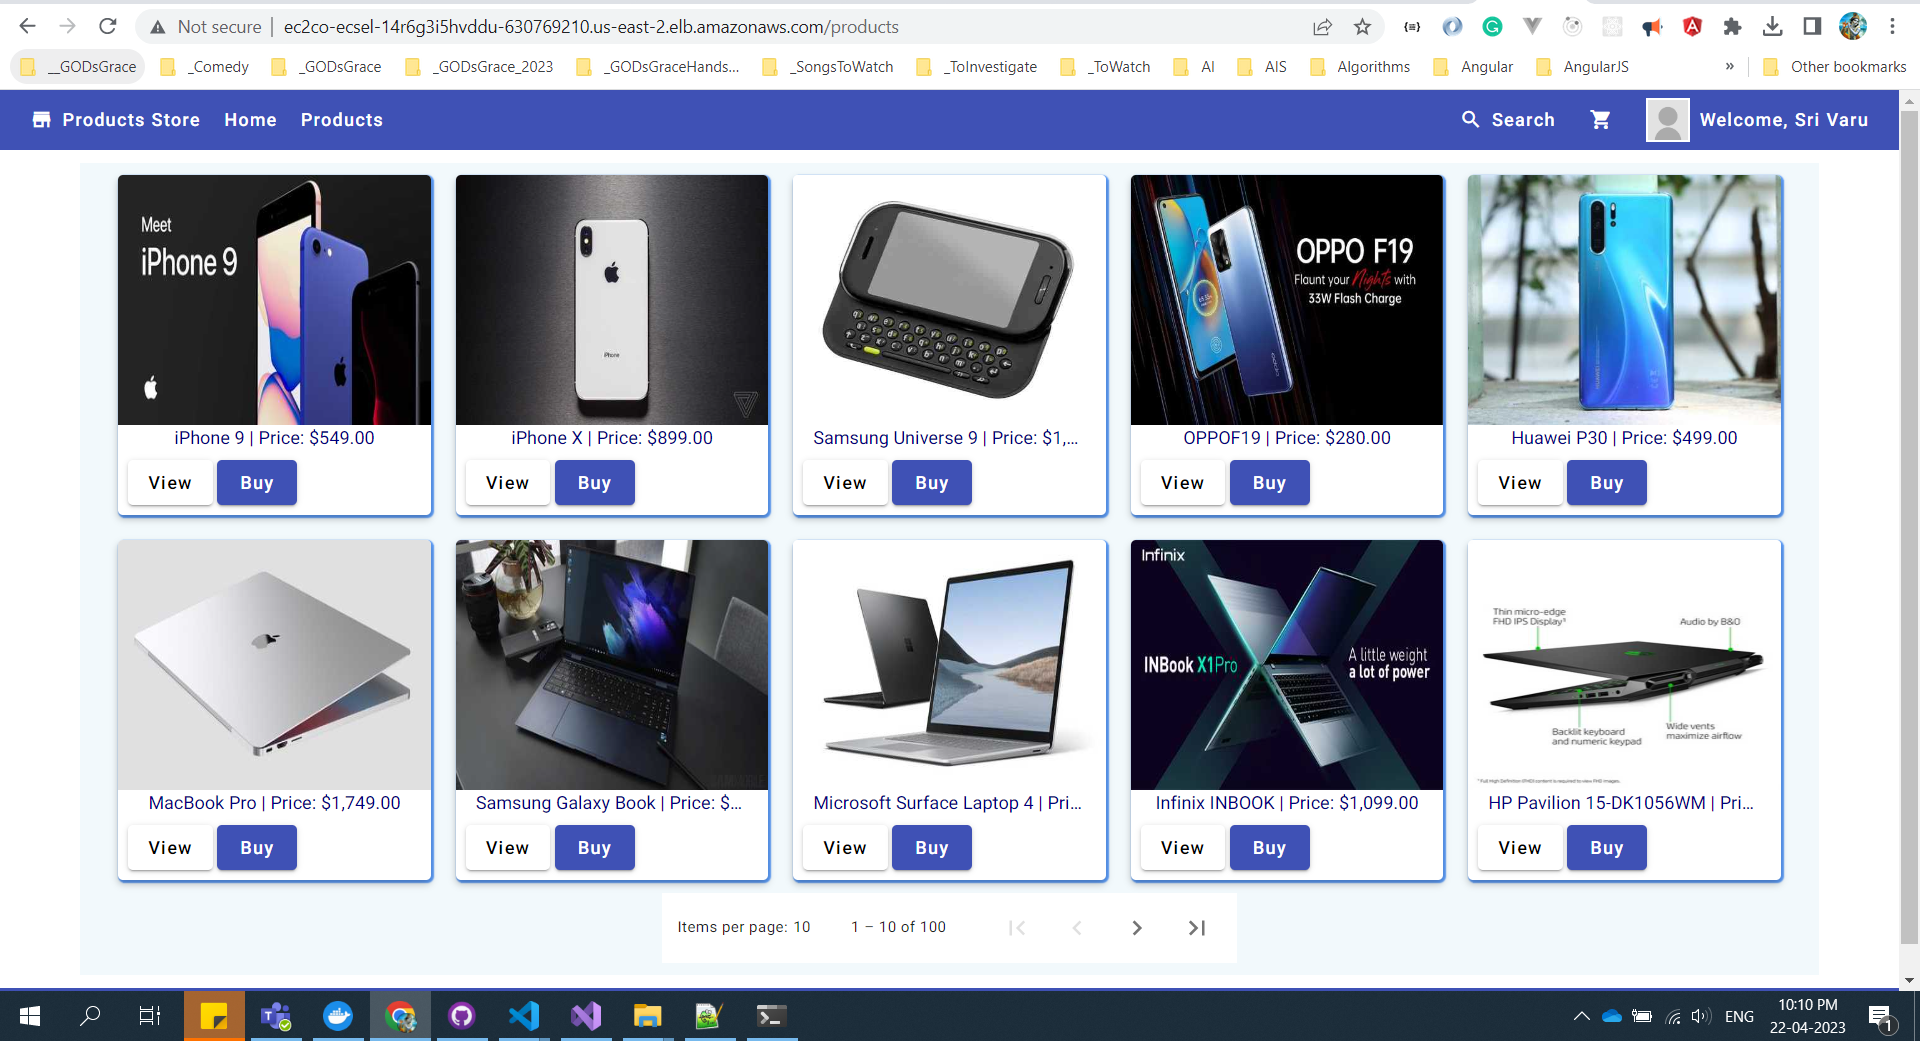 Not secure | ec2co-ecsel-14r6g3i5hvddu-630769210.us-east-2.elb.amazonaws.com/products
__GODsGrace _Comedy _GODsGrace _GODsGrace_2023 _GODsGraceHands... _SongsToWatch _ToInvestigate _ToWatch AI AIS Algorithms Angular AngularJS » Other bookmarks
Products Store Home Products Search Welcome, Sri Varu
Meet
iPhone 9
iPhone
OPPO F19
Flaunt your Nights with
33W Flash Charge
iPhone 9 | Price: $549.00
iPhone X | Price: $899.00
Samsung Universe 9 | Price: $1,...
OPPOF19 | Price: $280.00
Huawei P30 | Price: $499.00
View Buy View Buy View Buy View Buy View Buy
Infinix
INBook X1Pro
A little weight
a lot of power
Thin micro-edge
FHD IPS Display¹
Audio by B&O
Backlit keyboard
and numeric keypad
Wide vents
maximize airflow
MacBook Pro | Price: $1,749.00
Samsung Galaxy Book | Price: $...
Microsoft Surface Laptop 4 | Pri...
Infinix INBOOK | Price: $1,099.00
HP Pavilion 15-DK1056WM | Pri...
View Buy View Buy View Buy View Buy View Buy
Items per page: 10 1 – 10 of 100
ENG
10:10 PM
22-04-2023
1